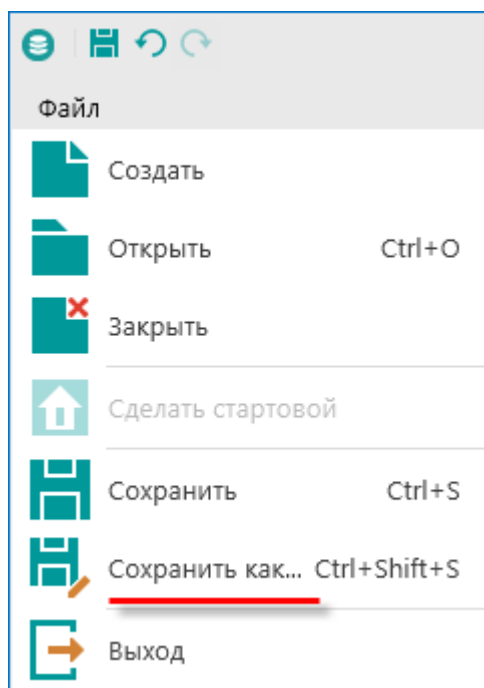 Файл
Создать
Открыть Ctrl+O
Закрыть
Сделать стартовой
Сохранить Ctrl+S
Сохранить как... Ctrl+Shift+S
Выход